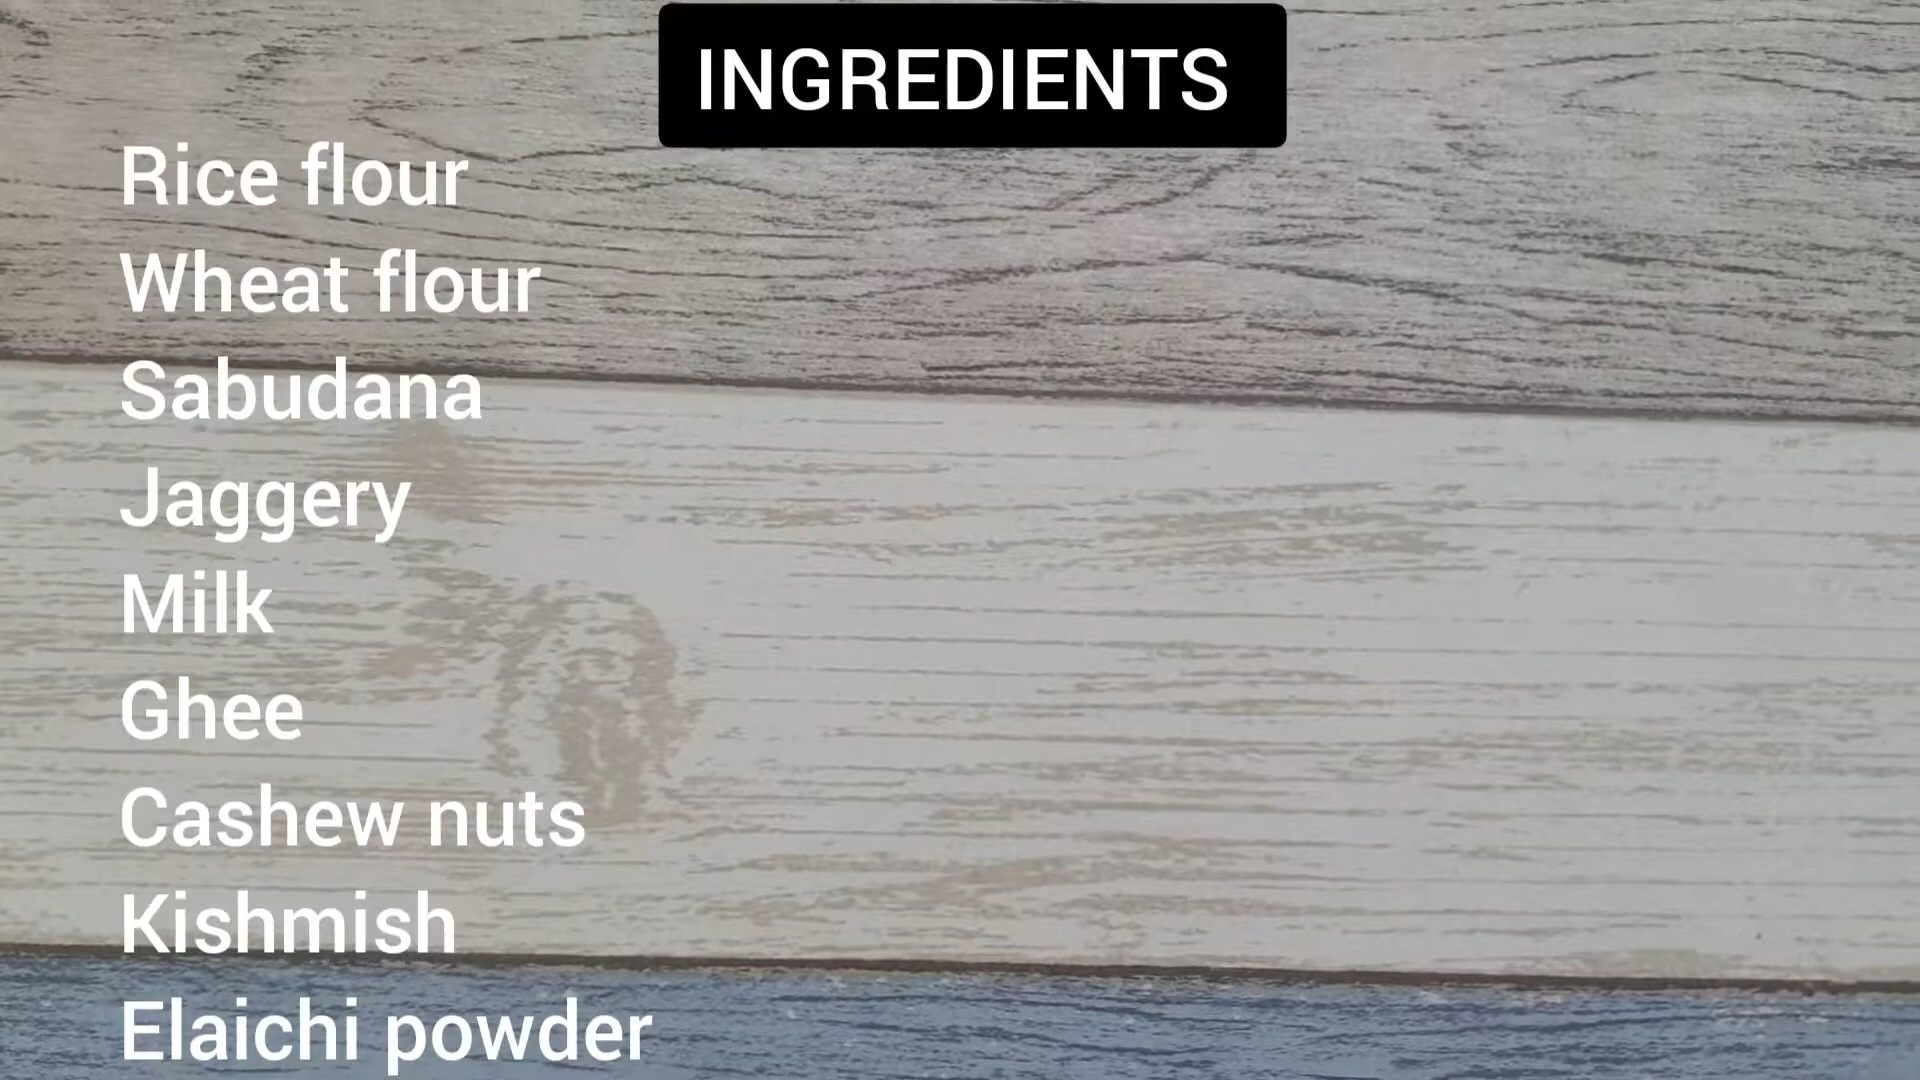 INGREDIENTS
Rice flour
Wheat flour
Sabudana
Jaggery
Milk
Ghee
Cashew nuts
Kishmish
Elaichi powder